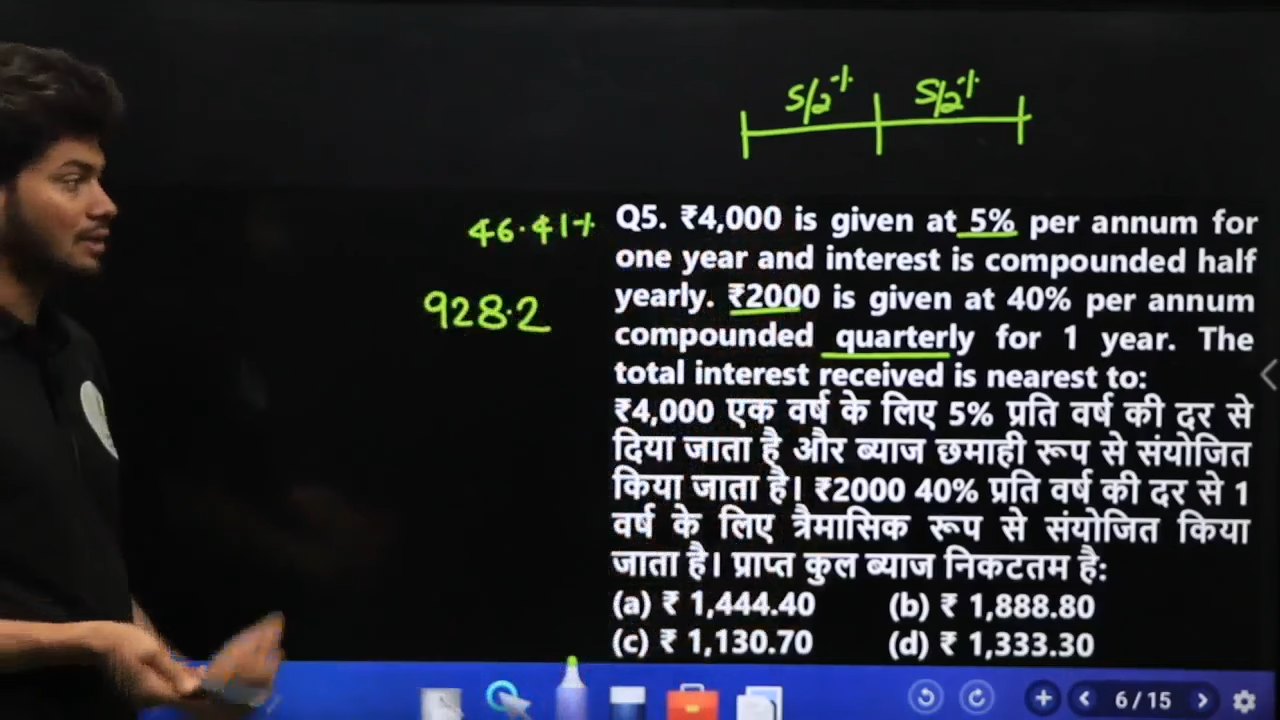 5/2% 5/2%
46.41%
928.2
Q5. ₹4,000 is given at 5% per annum for
one year and interest is compounded half
yearly. ₹2000 is given at 40% per annum
compounded quarterly for 1 year. The
total interest received is nearest to:
₹4,000 एक वर्ष के लिए 5% प्रति वर्ष की दर से
दिया जाता है और ब्याज छमाही रूप से संयोजित
किया जाता है। ₹2000 40% प्रति वर्ष की दर से 1
वर्ष के लिए त्रैमासिक रूप से संयोजित किया
जाता है। प्राप्त कुल ब्याज निकटतम है:
(a) ₹ 1,444.40 (b) ₹ 1,888.80
(c) ₹ 1,130.70 (d) ₹ 1,333.30
6 / 15